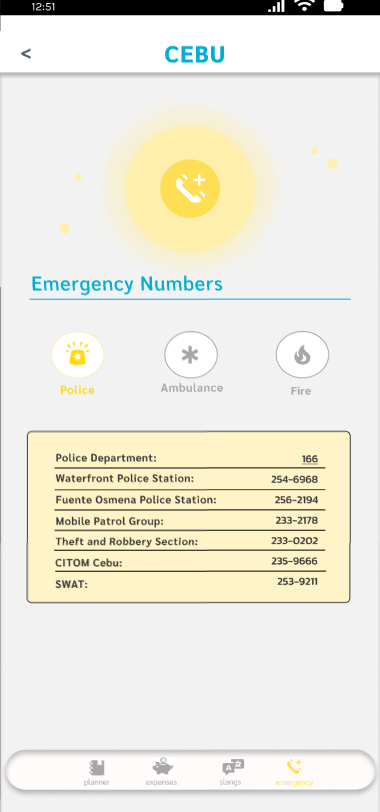 12:51
<
CEBU
Emergency Numbers
Police Ambulance Fire
Police Department: 166
Waterfront Police Station: 254-6968
Fuente Osmena Police Station: 256-2194
Mobile Patrol Group: 233-2178
Theft and Robbery Section: 233-0202
CITOM Cebu: 235-9666
SWAT: 253-9211
planner expenses slangs emergency